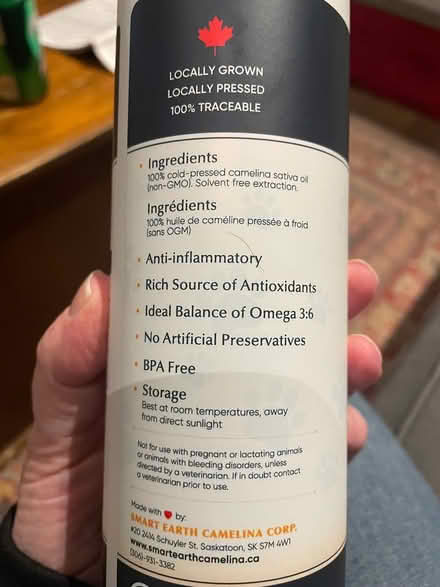 LOCALLY GROWN
LOCALLY PRESSED
100% TRACEABLE
Ingredients
100% cold-pressed camelina sativa oil
(non-GMO). Solvent free extraction.
Ingrédients
100% huile de caméline pressée à froid
(sans OGM)
Anti-inflammatory
Rich Source of Antioxidants
Ideal Balance of Omega 3:6
No Artificial Preservatives
BPA Free
Storage
Best at room temperatures, away
from direct sunlight
Not for use with pregnant or lactating animals
or animals with bleeding disorders, unless
directed by a veterinarian. If in doubt contact
a veterinarian prior to use.
Made with ❤ by:
SMART EARTH CAMELINA CORP.
#20 2414 Schuyler St. Saskatoon, SK S7M 4W1
www.smartearthcamelina.ca
(306)-931-3382